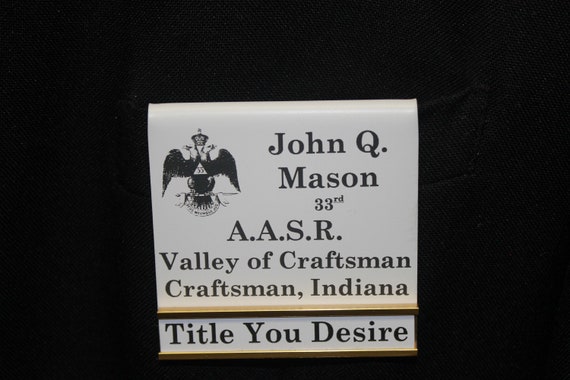 John Q.
Mason
33rd
A.A.S.R.
Valley of Craftsman
Craftsman, Indiana
Title You Desire